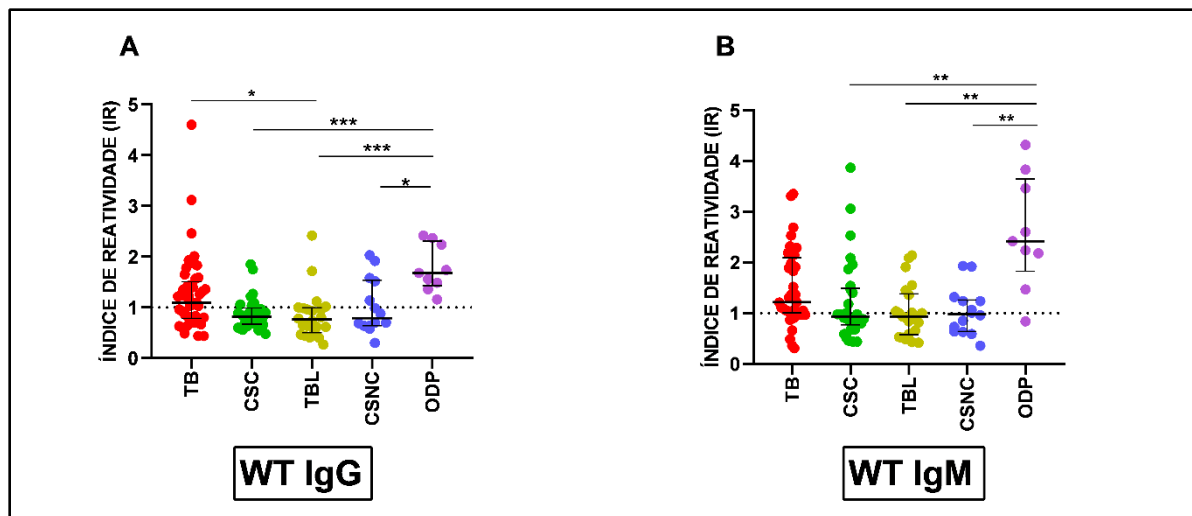 A
ÍNDICE DE REATIVIDADE (IR)
5
4
3
2
1
0
*
***
***
*
TB
CSC
TBL
CSNC
ODP
WT IgG
B
ÍNDICE DE REATIVIDADE (IR)
5
4
3
2
1
0
**
**
**
TB
CSC
TBL
CSNC
ODP
WT IgM